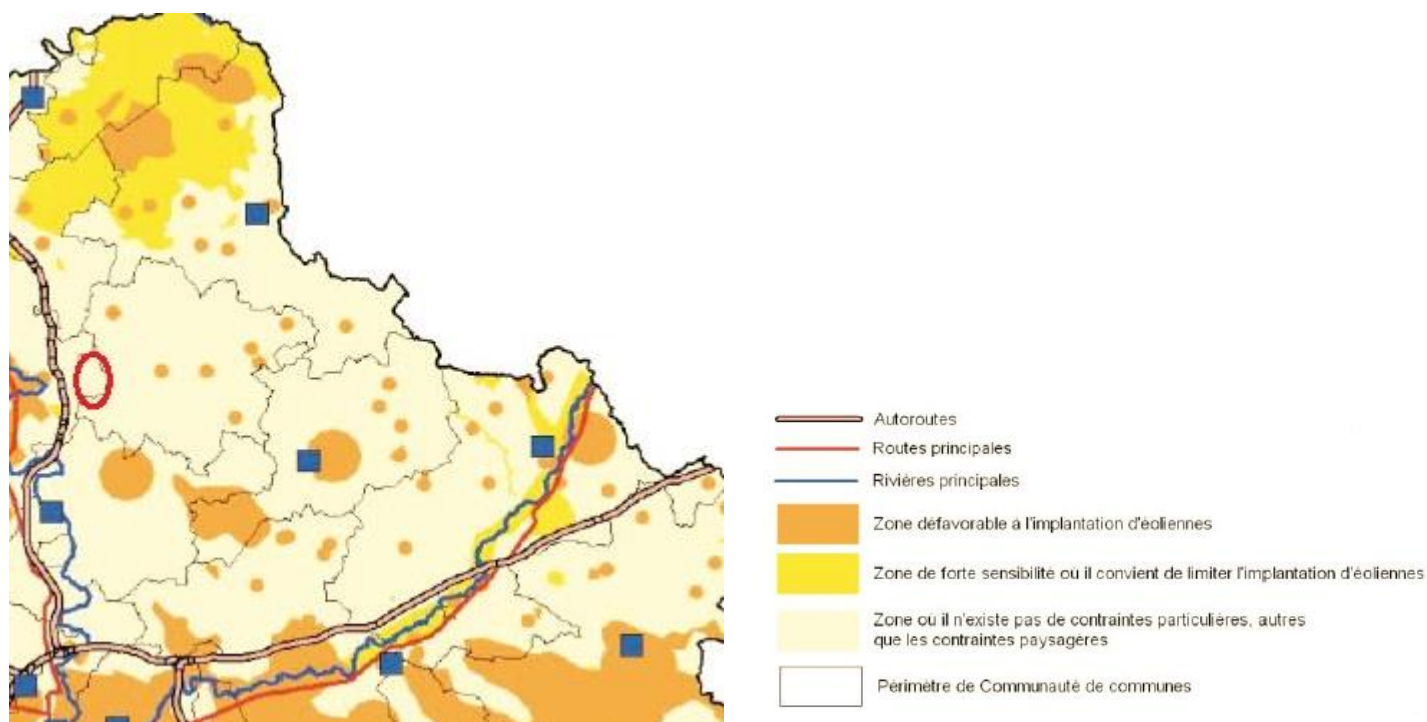 Autoroutes
Routes principales
Rivières principales
Zone défavorable à l'implantation d'éoliennes
Zone de forte sensibilité où il convient de limiter l'implantation d'éoliennes
Zone où il n'existe pas de contraintes particulières, autres
que les contraintes paysagères
Périmètre de Communauté de communes